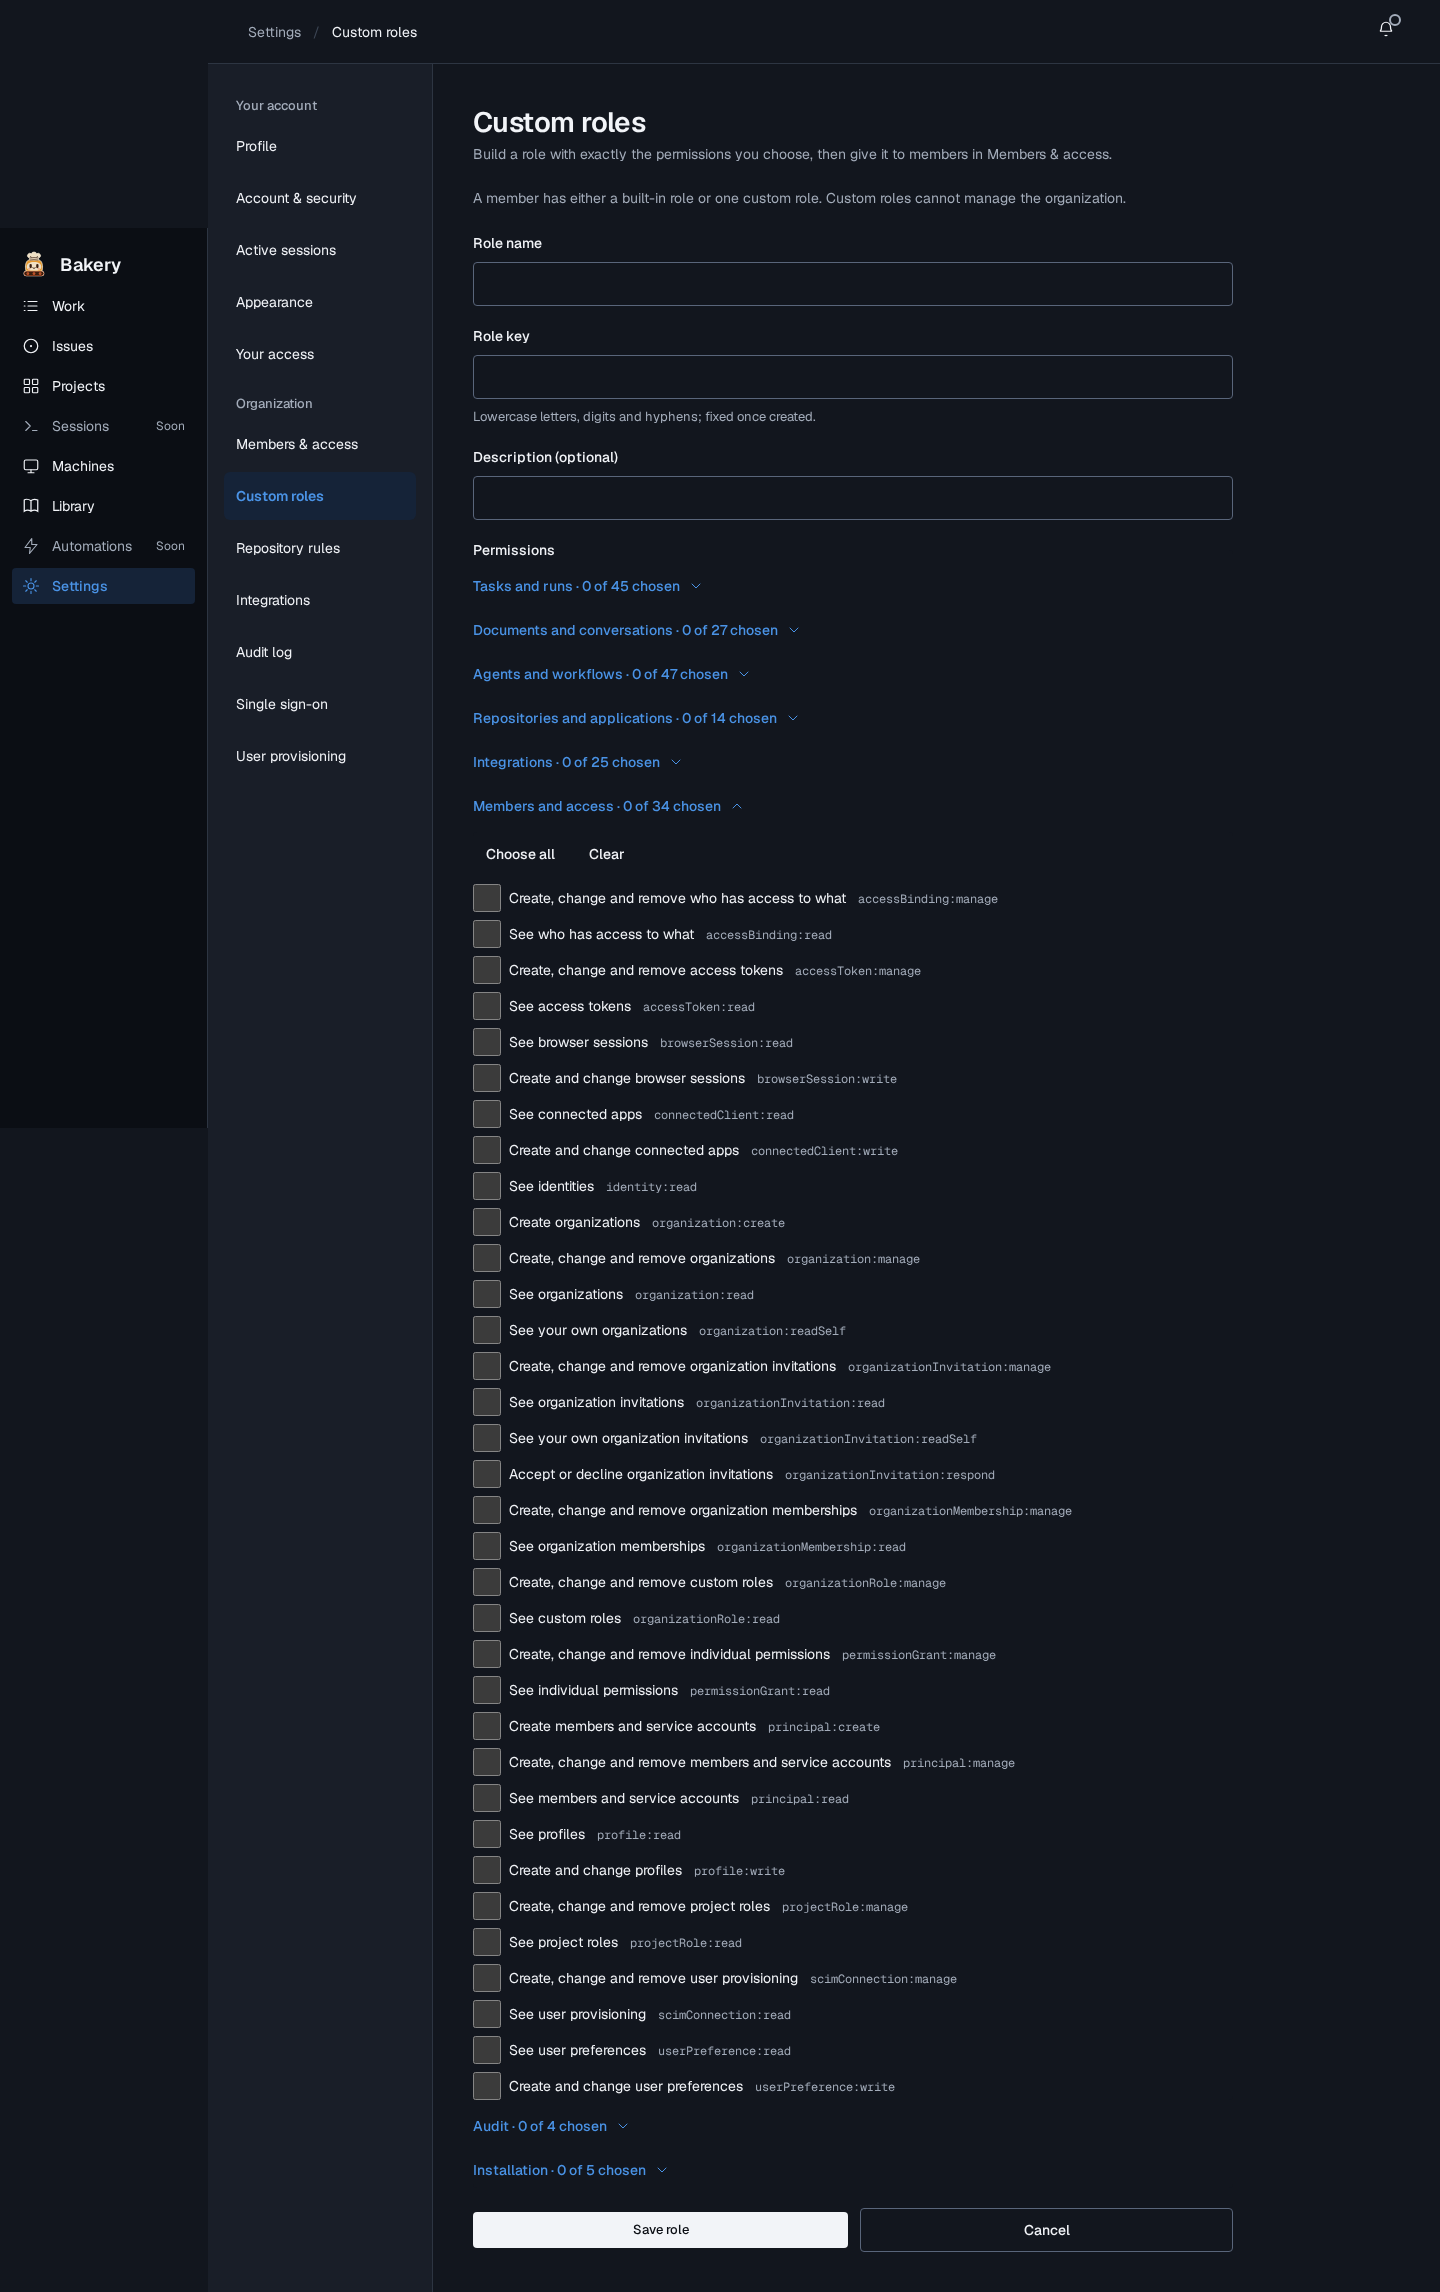 Settings / Custom roles
Bakery
Work
Issues
Projects
Sessions Soon
Machines
Library
Automations Soon
Settings
Your account
Profile
Account & security
Active sessions
Appearance
Your access
Organization
Members & access
Custom roles
Repository rules
Integrations
Audit log
Single sign-on
User provisioning
Custom roles
Build a role with exactly the permissions you choose, then give it to members in Members & access.
A member has either a built-in role or one custom role. Custom roles cannot manage the organization.
Role name
Role key
Lowercase letters, digits and hyphens; fixed once created.
Description (optional)
Permissions
Tasks and runs · 0 of 45 chosen
Documents and conversations · 0 of 27 chosen
Agents and workflows · 0 of 47 chosen
Repositories and applications · 0 of 14 chosen
Integrations · 0 of 25 chosen
Members and access · 0 of 34 chosen
Choose all Clear
Create, change and remove who has access to what accessBinding:manage
See who has access to what accessBinding:read
Create, change and remove access tokens accessToken:manage
See access tokens accessToken:read
See browser sessions browserSession:read
Create and change browser sessions browserSession:write
See connected apps connectedClient:read
Create and change connected apps connectedClient:write
See identities identity:read
Create organizations organization:create
Create, change and remove organizations organization:manage
See organizations organization:read
See your own organizations organization:readSelf
Create, change and remove organization invitations organizationInvitation:manage
See organization invitations organizationInvitation:read
See your own organization invitations organizationInvitation:readSelf
Accept or decline organization invitations organizationInvitation:respond
Create, change and remove organization memberships organizationMembership:manage
See organization memberships organizationMembership:read
Create, change and remove custom roles organizationRole:manage
See custom roles organizationRole:read
Create, change and remove individual permissions permissionGrant:manage
See individual permissions permissionGrant:read
Create members and service accounts principal:create
Create, change and remove members and service accounts principal:manage
See members and service accounts principal:read
See profiles profile:read
Create and change profiles profile:write
Create, change and remove project roles projectRole:manage
See project roles projectRole:read
Create, change and remove user provisioning scimConnection:manage
See user provisioning scimConnection:read
See user preferences userPreference:read
Create and change user preferences userPreference:write
Audit · 0 of 4 chosen
Installation · 0 of 5 chosen
Save role Cancel